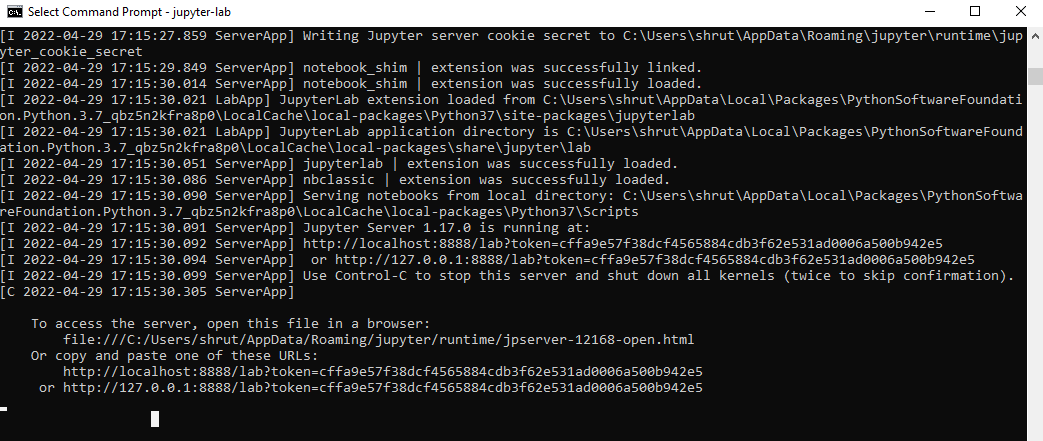 Select Command Prompt - jupyter-lab
[I 2022-04-29 17:15:27.859 ServerApp] Writing Jupyter server cookie secret to C:\Users\shrut\AppData\Roaming\jupyter\runtime\jup
yter_cookie_secret
[I 2022-04-29 17:15:29.849 ServerApp] notebook_shim | extension was successfully linked.
[I 2022-04-29 17:15:30.014 ServerApp] notebook_shim | extension was successfully loaded.
[I 2022-04-29 17:15:30.021 LabApp] JupyterLab extension loaded from C:\Users\shrut\AppData\Local\Packages\PythonSoftwareFoundati
on.Python.3.7_qbz5n2kfra8p0\LocalCache\local-packages\Python37\site-packages\jupyterlab
[I 2022-04-29 17:15:30.021 LabApp] JupyterLab application directory is C:\Users\shrut\AppData\Local\Packages\PythonSoftwareFound
ation.Python.3.7_qbz5n2kfra8p0\LocalCache\local-packages\share\jupyter\lab
[I 2022-04-29 17:15:30.051 ServerApp] jupyterlab | extension was successfully loaded.
[I 2022-04-29 17:15:30.086 ServerApp] nbclassic | extension was successfully loaded.
[I 2022-04-29 17:15:30.090 ServerApp] Serving notebooks from local directory: C:\Users\shrut\AppData\Local\Packages\PythonSoftwa
reFoundation.Python.3.7_qbz5n2kfra8p0\LocalCache\local-packages\Python37\Scripts
[I 2022-04-29 17:15:30.091 ServerApp] Jupyter Server 1.17.0 is running at:
[I 2022-04-29 17:15:30.092 ServerApp] http://localhost:8888/lab?token=cffa9e57f38dcf4565884cdb3f62e531ad0006a500b942e5
[I 2022-04-29 17:15:30.094 ServerApp]  or http://127.0.0.1:8888/lab?token=cffa9e57f38dcf4565884cdb3f62e531ad0006a500b942e5
[I 2022-04-29 17:15:30.099 ServerApp] Use Control-C to stop this server and shut down all kernels (twice to skip confirmation).
[C 2022-04-29 17:15:30.305 ServerApp]
To access the server, open this file in a browser:
file:///C:/Users/shrut/AppData/Roaming/jupyter/runtime/jpserver-12168-open.html
Or copy and paste one of these URLs:
http://localhost:8888/lab?token=cffa9e57f38dcf4565884cdb3f62e531ad0006a500b942e5
or http://127.0.0.1:8888/lab?token=cffa9e57f38dcf4565884cdb3f62e531ad0006a500b942e5